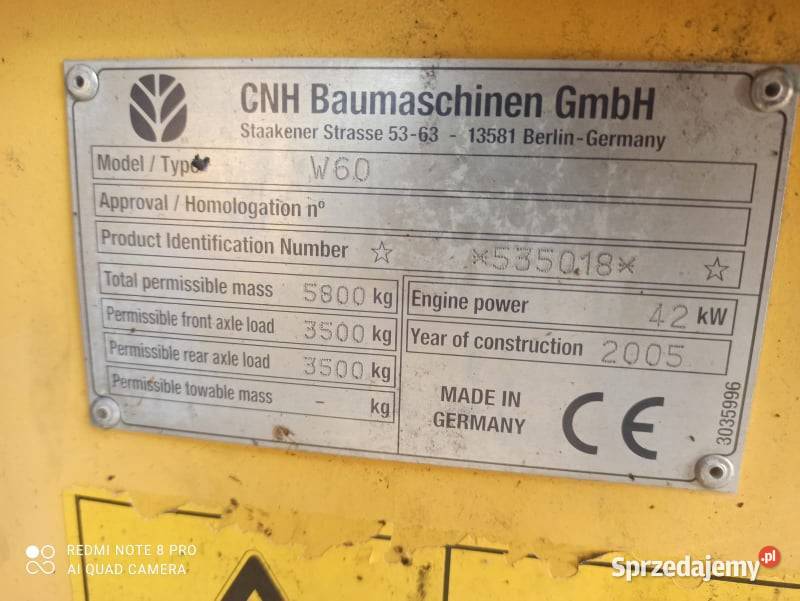 CNH Baumaschinen GmbH
Staakener Strasse 53-63 - 13581 Berlin-Germany
Model / Type W60
Approval / Homologation nº
Product Identification Number ☆ *535018* ☆
Total permissible mass 5800 kg
Permissible front axle load 3500 kg
Permissible rear axle load 3500 kg
Permissible towable mass - kg
Engine power 42 kW
Year of construction 2005
MADE IN
GERMANY
CE
3035996
REDMI NOTE 8 PRO
AI QUAD CAMERA
Sprzedajemy.pl